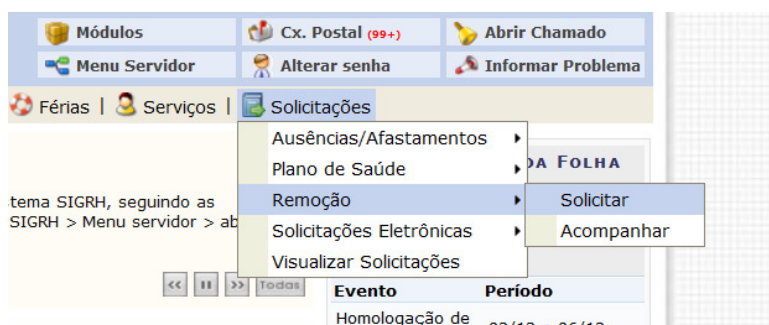 Módulos
Cx. Postal (99+)
Abrir Chamado
Menu Servidor
Alterar senha
Informar Problema
Férias | Serviços | Solicitações
Ausências/Afastamentos
DA FOLHA
Plano de Saúde
tema SIGRH, seguindo as
Remoção
Solicitar
SIGRH > Menu servidor > ab
Solicitações Eletrônicas
Acompanhar
Visualizar Solicitações
Todas
Evento
Período
Homologação de